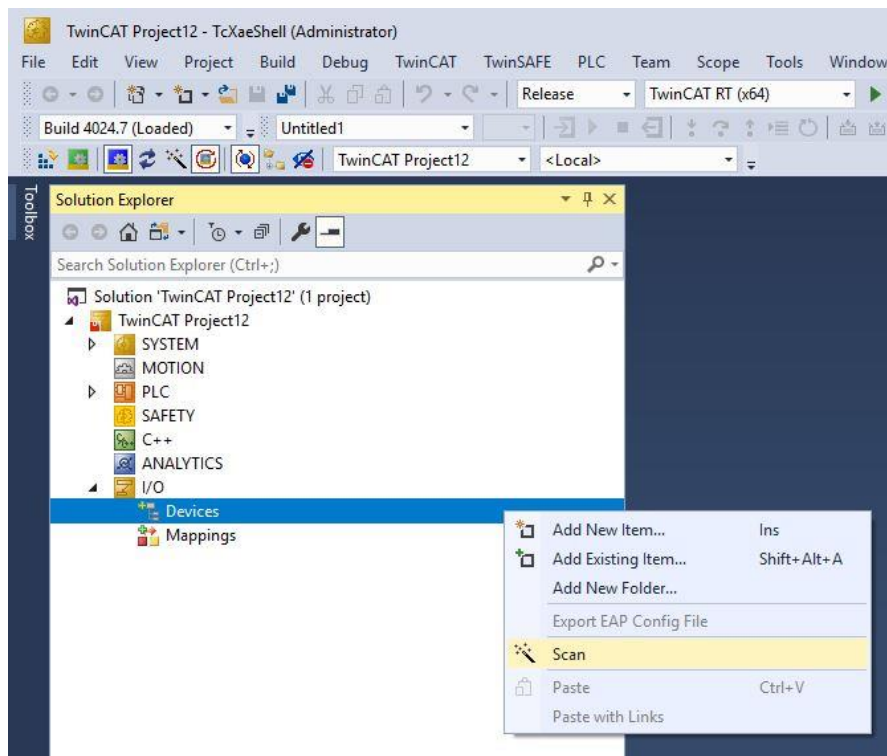 TwinCAT Project12 - TcXaeShell (Administrator)
File Edit View Project Build Debug TwinCAT TwinSAFE PLC Team Scope Tools Window
Release TwinCAT RT (x64)
Build 4024.7 (Loaded) Untitled1
TwinCAT Project12 <Local>
Toolbox
Solution Explorer
Search Solution Explorer (Ctrl+;)
Solution 'TwinCAT Project12' (1 project)
TwinCAT Project12
SYSTEM
MOTION
PLC
SAFETY
C++
ANALYTICS
I/O
Devices
Mappings
Add New Item... Ins
Add Existing Item... Shift+Alt+A
Add New Folder...
Export EAP Config File
Scan
Paste Ctrl+V
Paste with Links